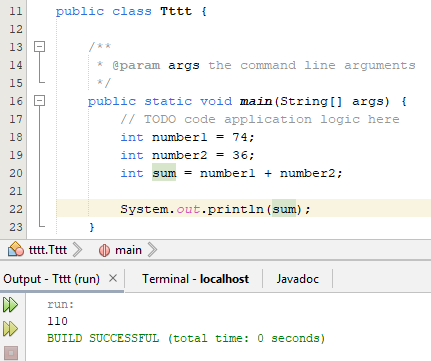 11 public class Tttt {
12
13 /**
14 * @param args the command line arguments
15 */
16 public static void main(String[] args) {
17 // TODO code application logic here
18 int number1 = 74;
19 int number2 = 36;
20 int sum = number1 + number2;
21
22 System.out.println(sum);
23 }
tttt.Tttt main
Output - Tttt (run) × Terminal - localhost Javadoc
run:
110
BUILD SUCCESSFUL (total time: 0 seconds)